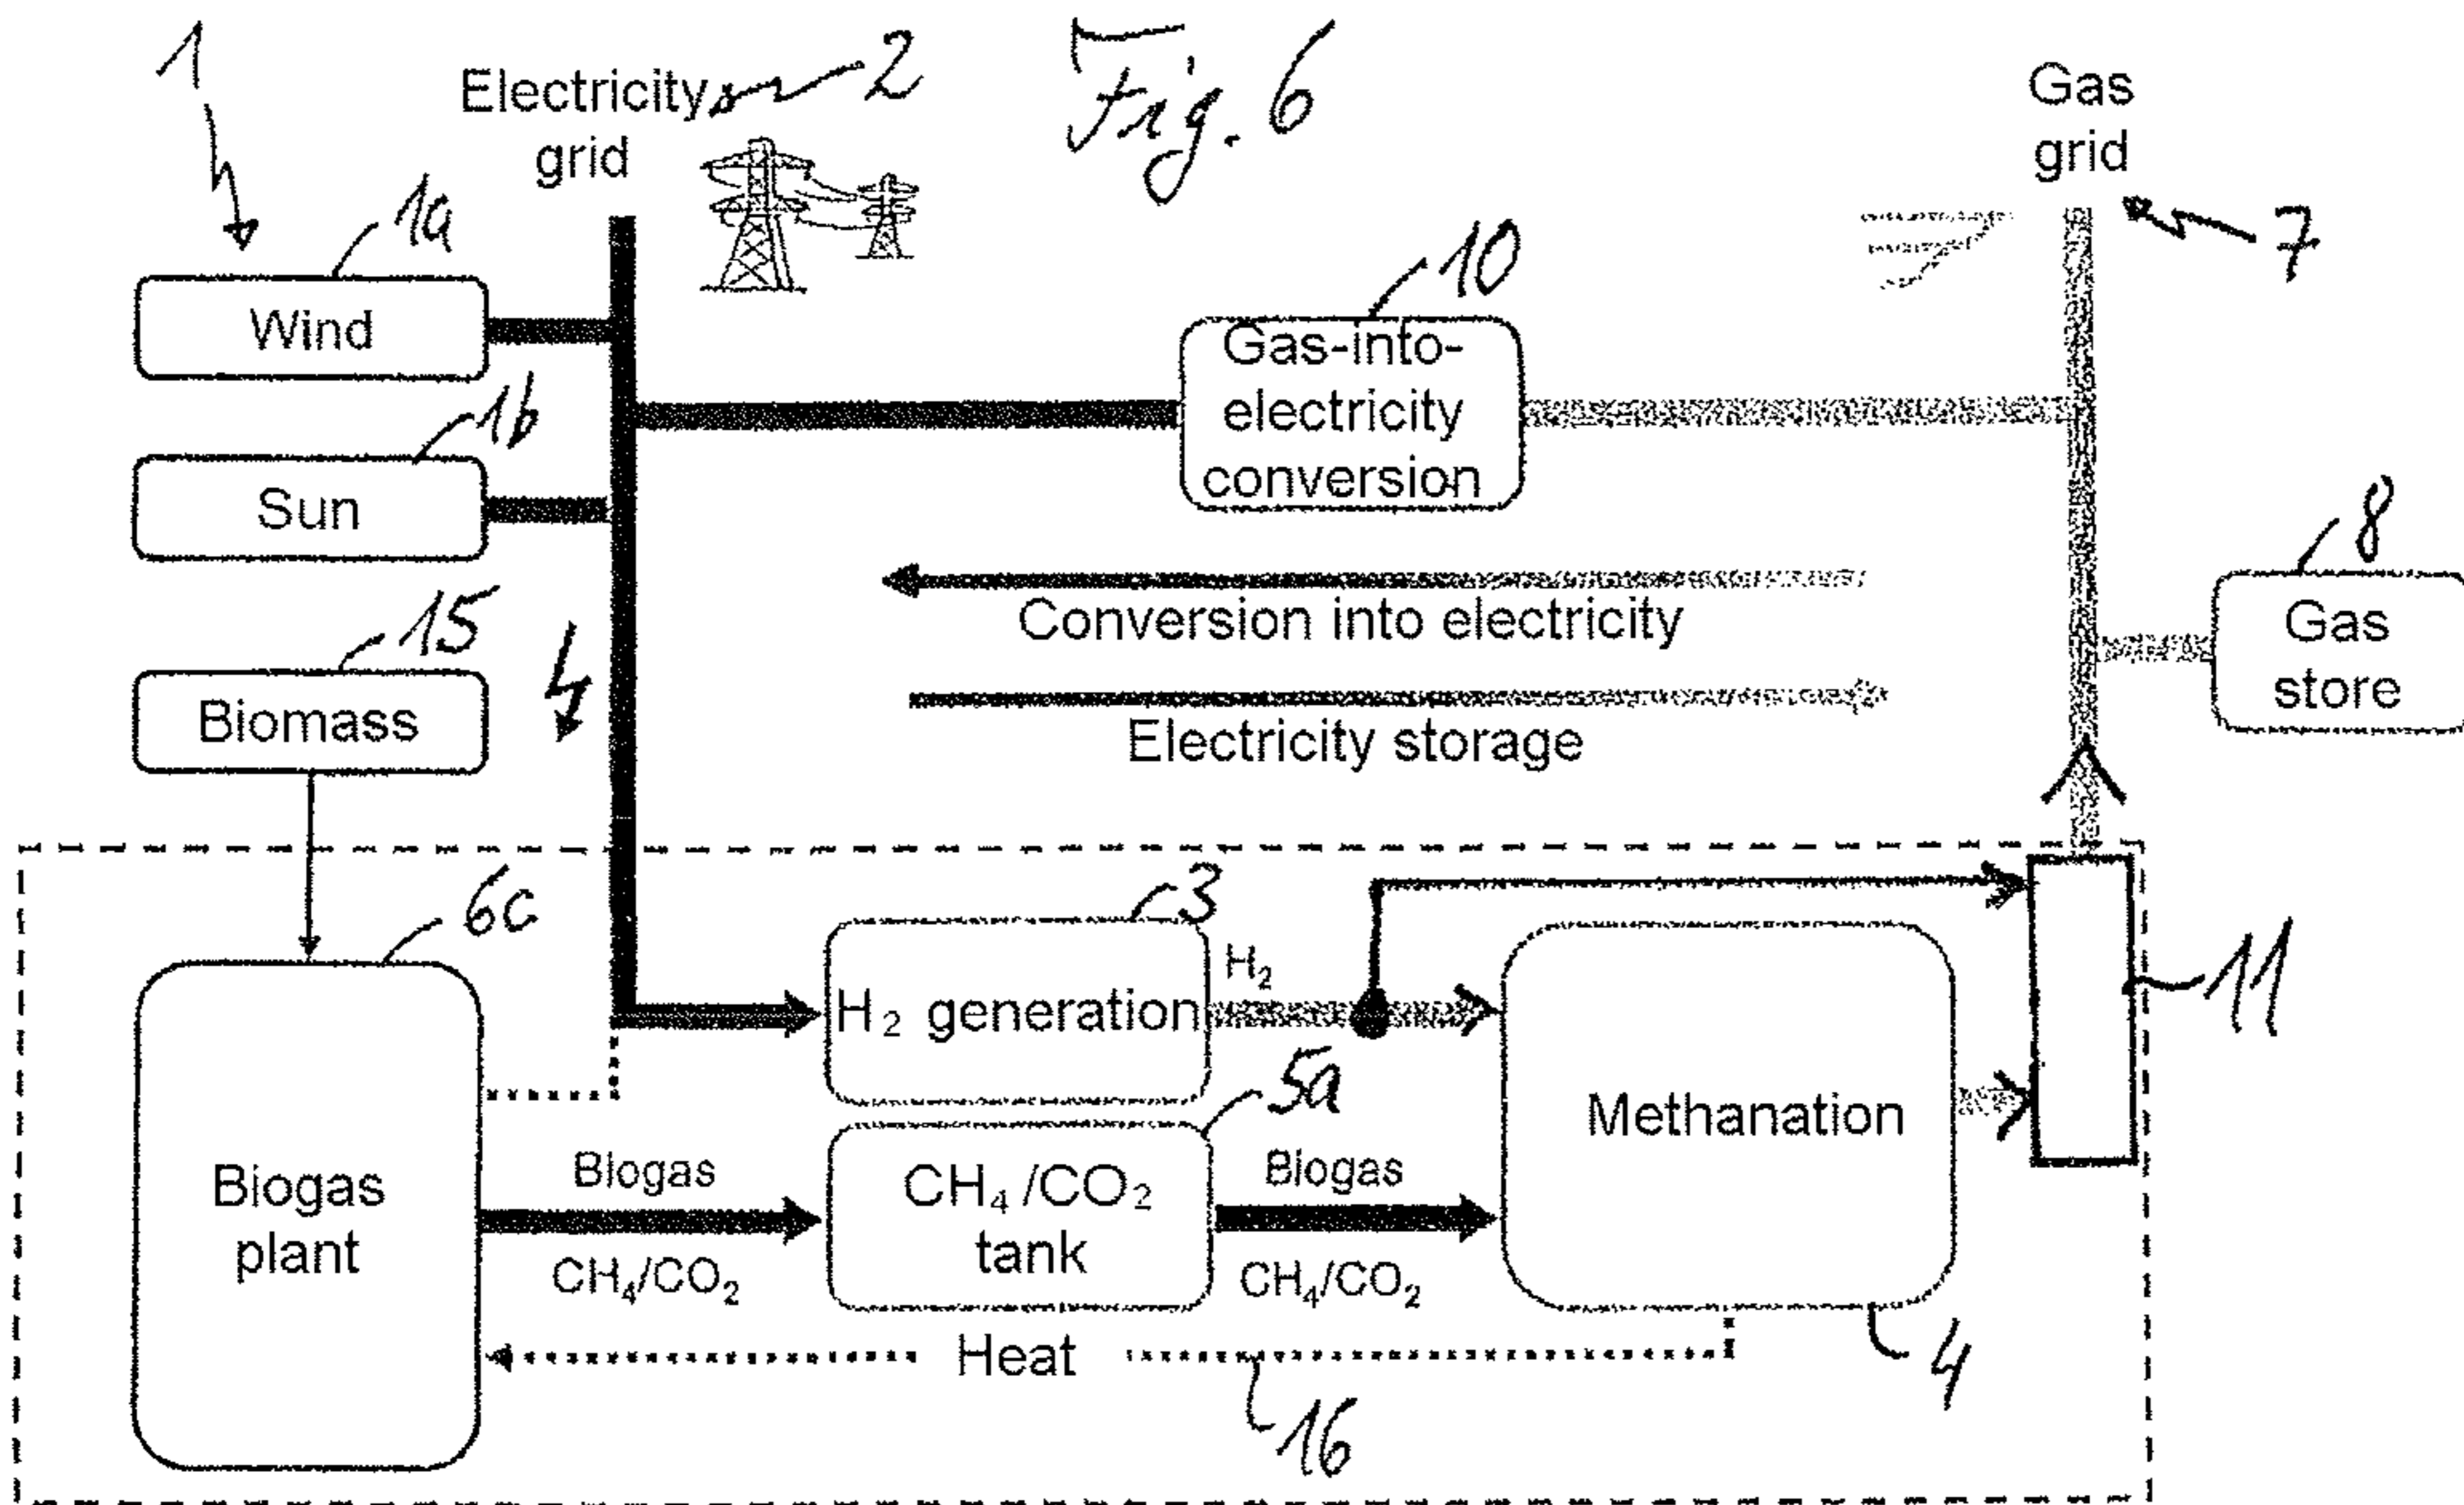 1
Electricity
grid
2
Fig. 6
Gas
grid
7
1a
Wind
10
Gas-into-
electricity
conversion
1b
Sun
8
Gas
store
Conversion into electricity
15
Biomass
Electricity storage
6c
Biogas
plant
3
H₂ generation
H₂
11
5a
CH₄/CO₂
tank
Methanation
Biogas
CH₄/CO₂
Biogas
CH₄/CO₂
Heat
4
16